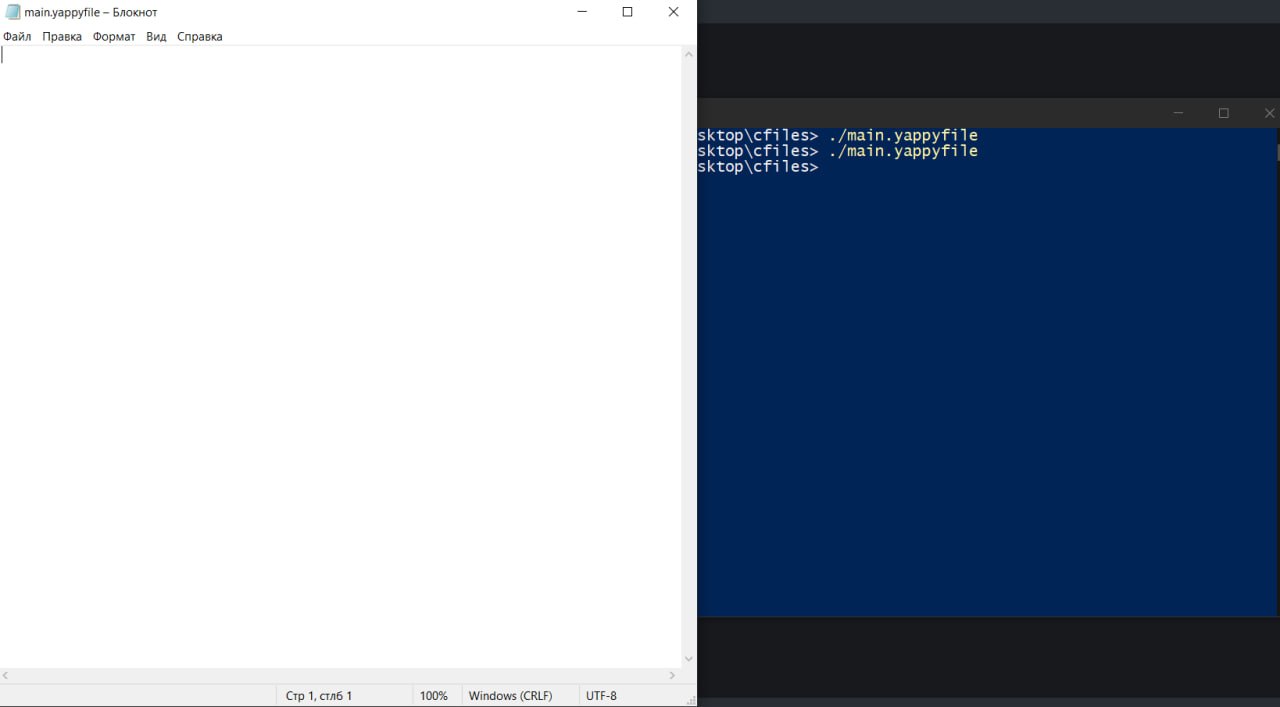 main.yappyfile – Блокнот
Файл Правка Формат Вид Справка
sktop\cfiles> ./main.yappyfile
sktop\cfiles> ./main.yappyfile
sktop\cfiles>
Стр 1, стлб 1 100% Windows (CRLF) UTF-8